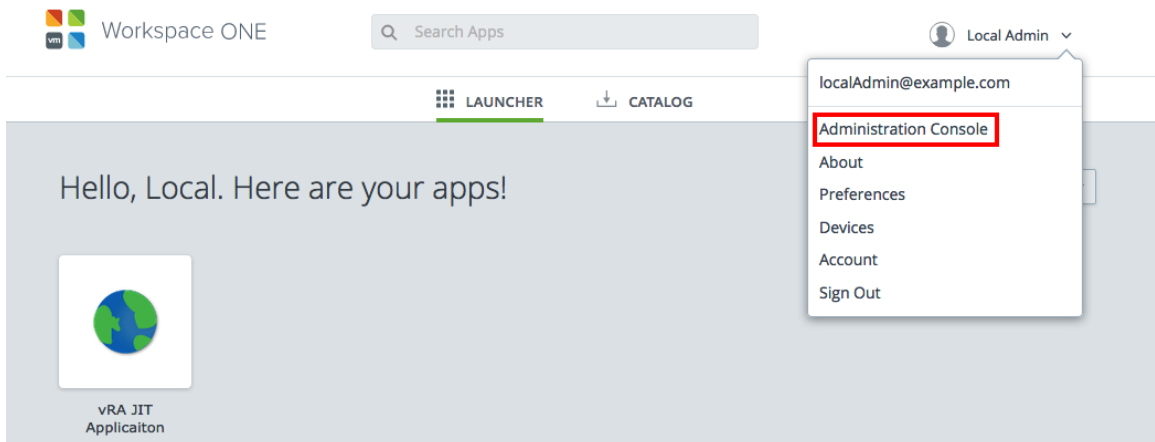 vm
Workspace ONE
Search Apps
Local Admin
localAdmin@example.com
LAUNCHER
CATALOG
Administration Console
About
Preferences
Devices
Account
Sign Out
Hello, Local. Here are your apps!
vRA JIT
Applicaiton